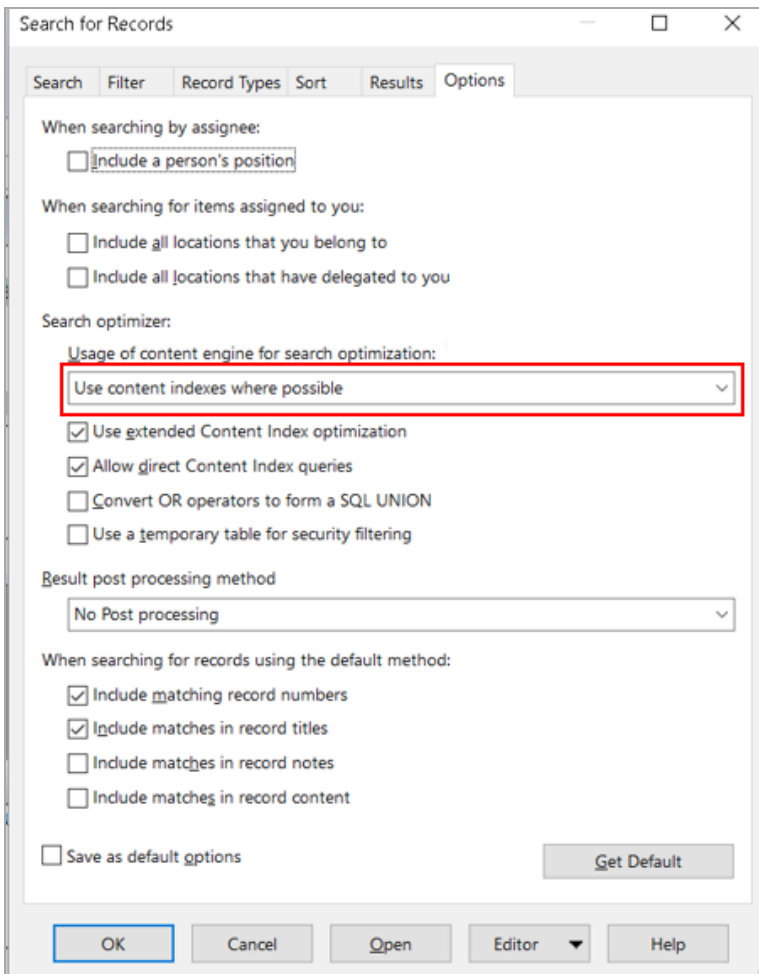 Search for Records
Search Filter Record Types Sort Results Options
When searching by assignee:
Include a person's position
When searching for items assigned to you:
Include all locations that you belong to
Include all locations that have delegated to you
Search optimizer:
Usage of content engine for search optimization:
Use content indexes where possible
Use extended Content Index optimization
Allow direct Content Index queries
Convert OR operators to form a SQL UNION
Use a temporary table for security filtering
Result post processing method
No Post processing
When searching for records using the default method:
Include matching record numbers
Include matches in record titles
Include matches in record notes
Include matches in record content
Save as default options
Get Default
OK Cancel Open Editor Help